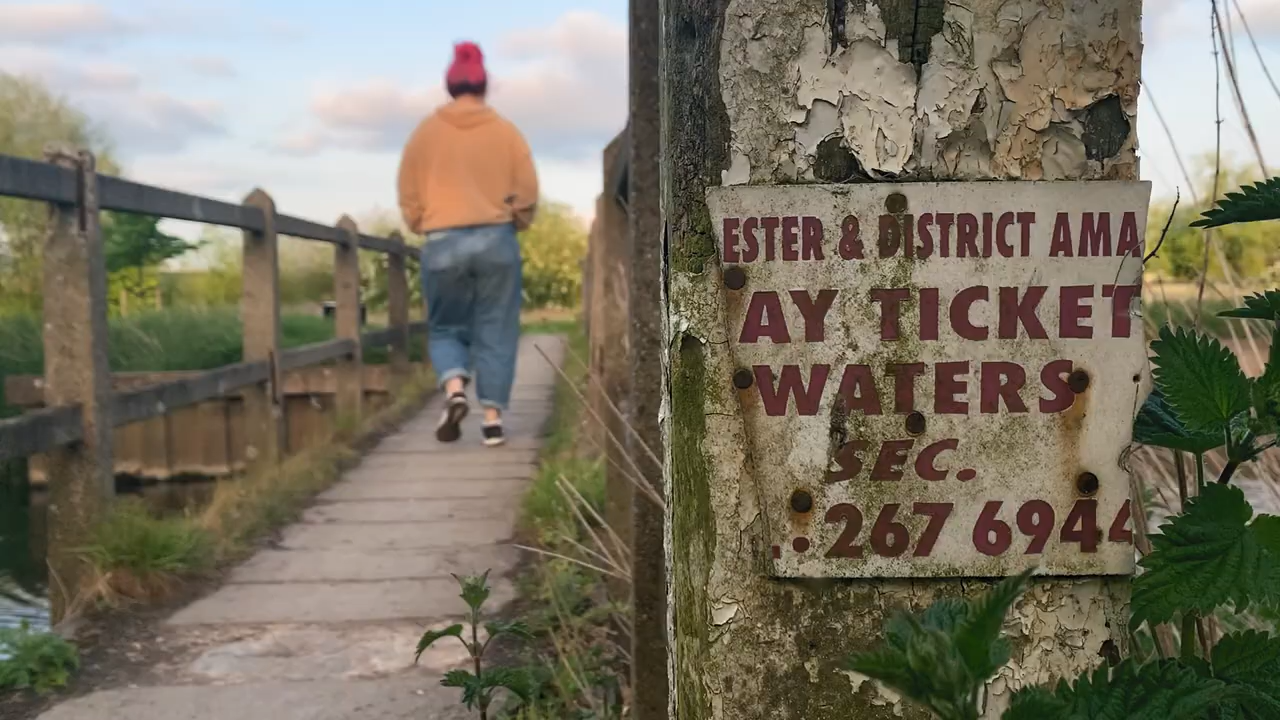 ESTER & DISTRICT AMA
AY TICKET
WATERS
SEC.
.. 267 6944